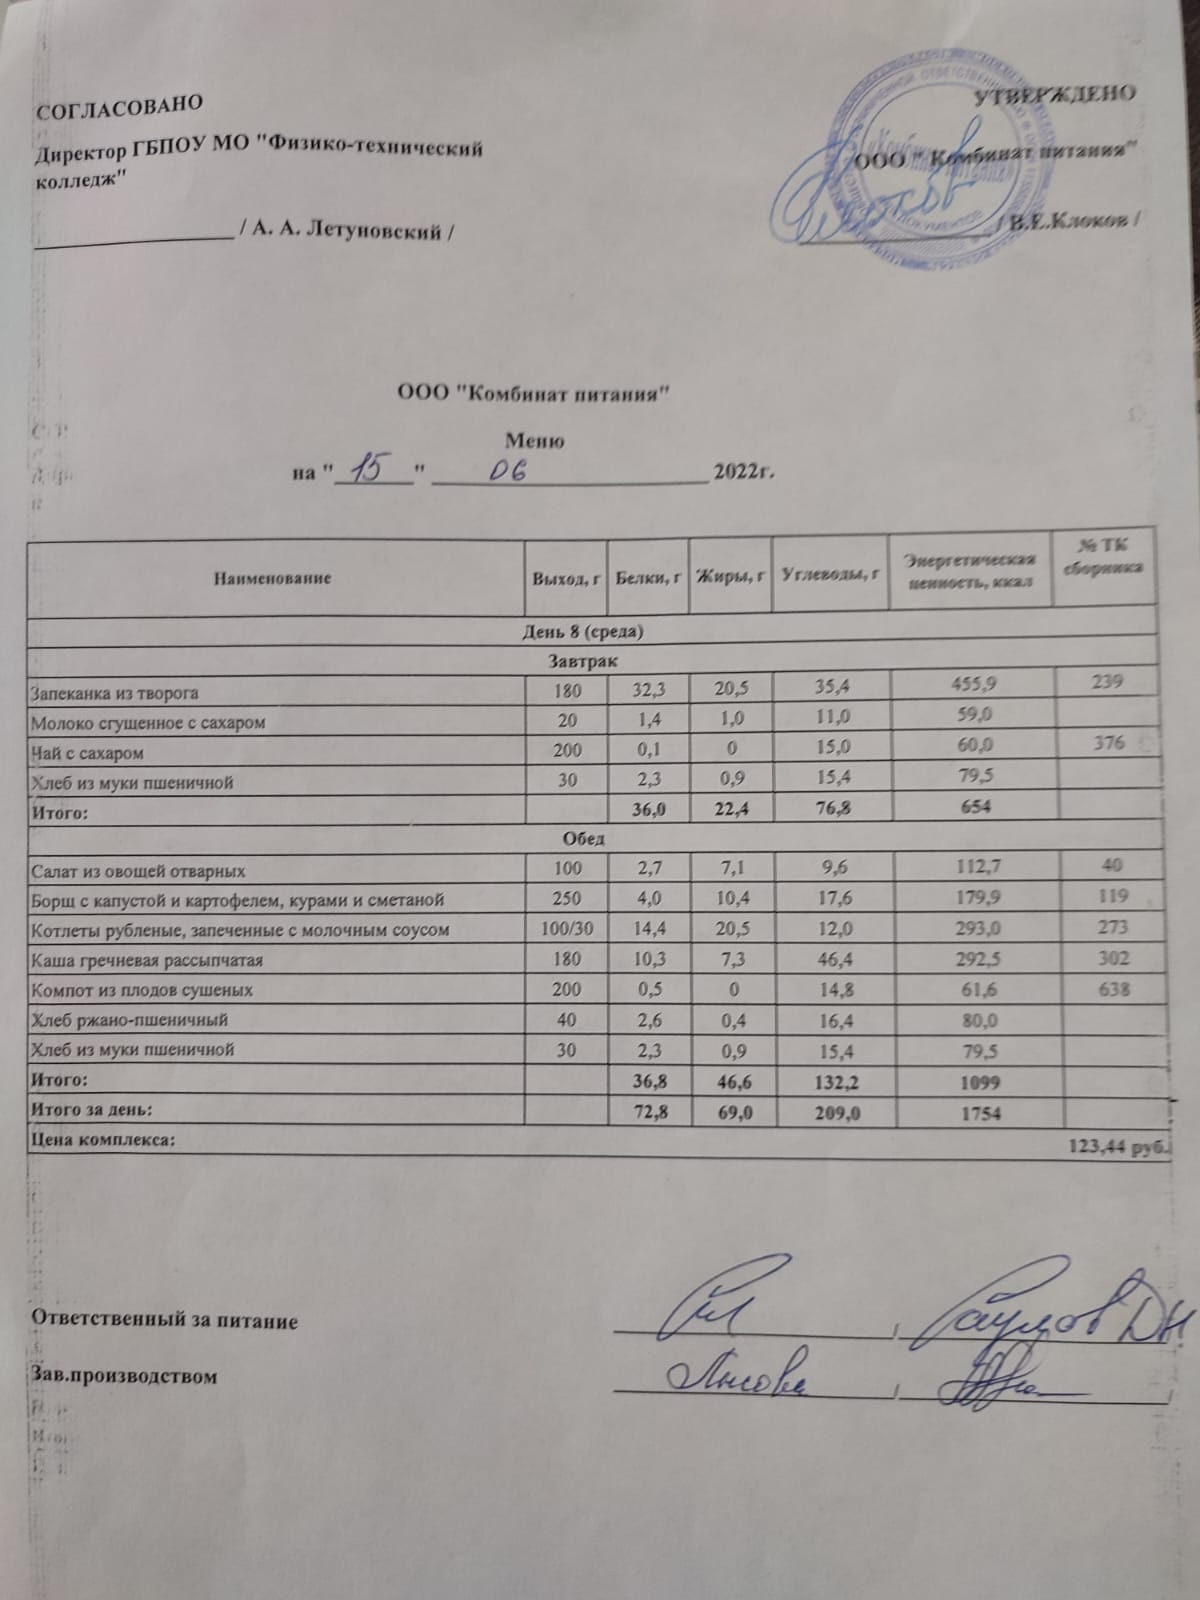 СОГЛАСОВАНО
Директор ГБПОУ МО "Физико-технический
колледж"
/ А. А. Летуновский /
УТВЕРЖДЕНО
ООО " Комбинат питания"
/ В.Е.Клоков /
ООО "Комбинат питания"
Меню
на " 15 " 06 2022г.
Наименование Выход, г Белки, г Жиры, г Углеводы, г Энергетическая ценность, ккал № ТК сборника
День 8 (среда)
Завтрак
Запеканка из творога 180 32,3 20,5 35,4 455,9 239
Молоко сгущенное с сахаром 20 1,4 1,0 11,0 59,0
Чай с сахаром 200 0,1 0 15,0 60,0 376
Хлеб из муки пшеничной 30 2,3 0,9 15,4 79,5
Итого: 36,0 22,4 76,8 654
Обед
Салат из овощей отварных 100 2,7 7,1 9,6 112,7 40
Борщ с капустой и картофелем, курами и сметаной 250 4,0 10,4 17,6 179,9 119
Котлеты рубленые, запеченные с молочным соусом 100/30 14,4 20,5 12,0 293,0 273
Каша гречневая рассыпчатая 180 10,3 7,3 46,4 292,5 302
Компот из плодов сушеных 200 0,5 0 14,8 61,6 638
Хлеб ржано-пшеничный 40 2,6 0,4 16,4 80,0
Хлеб из муки пшеничной 30 2,3 0,9 15,4 79,5
Итого: 36,8 46,6 132,2 1099
Итого за день: 72,8 69,0 209,0 1754
Цена комплекса: 123,44 руб.
Ответственный за питание / /
Зав.производством / /